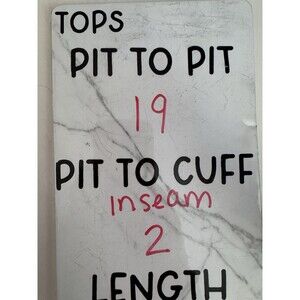 TOPS
PIT TO PIT
19
PIT TO CUFF
Inseam
2
LENGTH